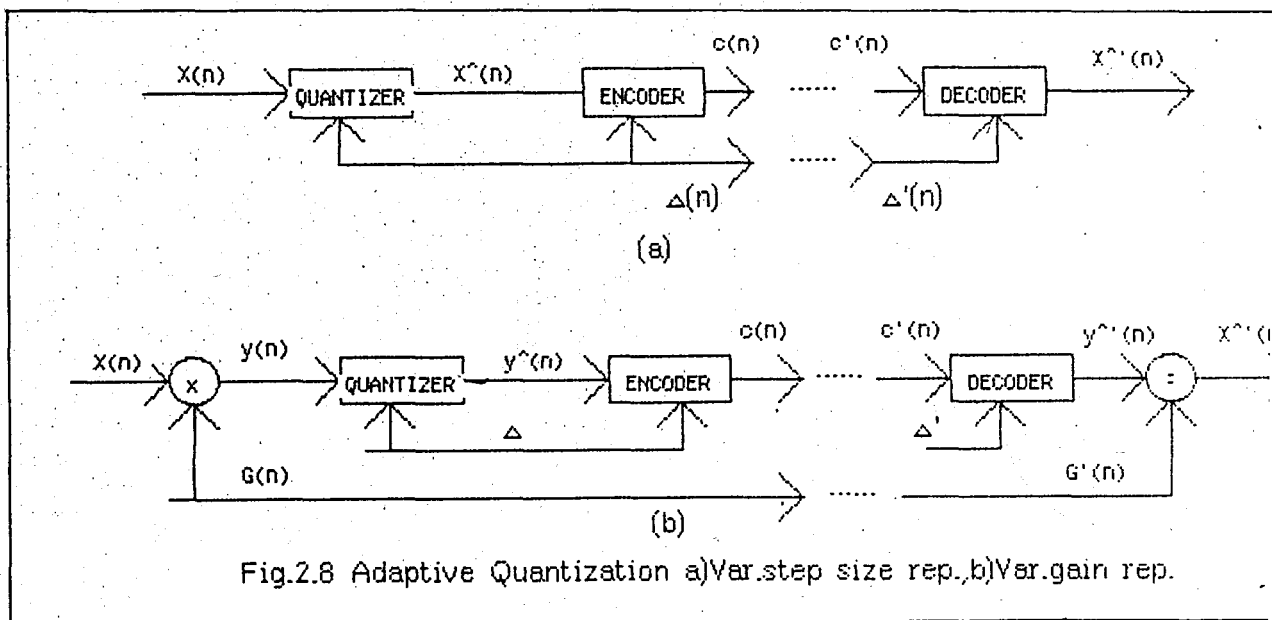 c(n) c'(n)
X(n) X^(n) X^'(n)
QUANTIZER ENCODER ...... DECODER
......
△(n) △'(n)
(a)
c(n) c'(n) y^'(n) X^'(n
X(n) y(n) y^(n)
x QUANTIZER ENCODER ...... DECODER :
△ △'
G(n) ...... G'(n)
(b)
Fig.2.8 Adaptive Quantization a)Var.step size rep.,b)Var.gain rep.